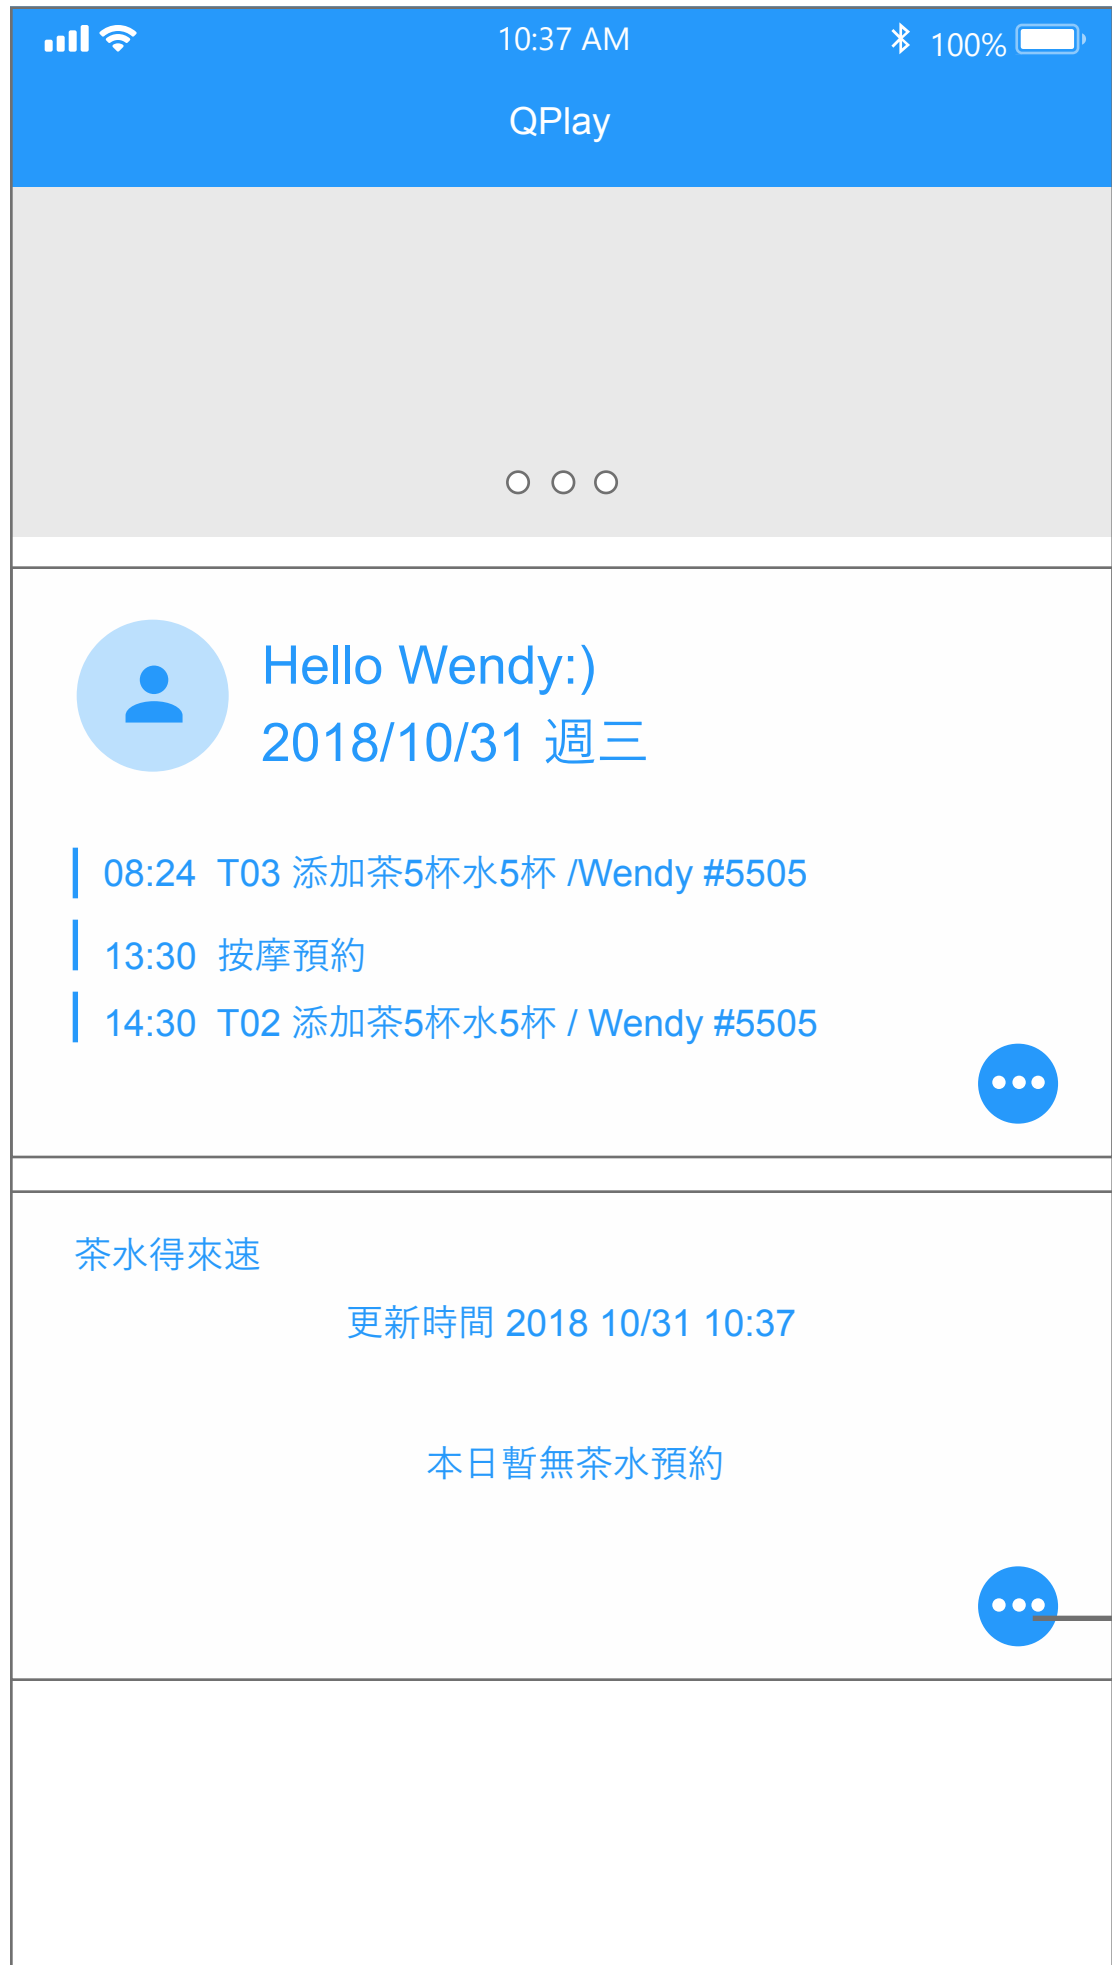 10:37 AM
100%
QPlay
Hello Wendy:)
2018/10/31 週三
08:24 T03 添加茶5杯水5杯 /Wendy #5505
13:30 按摩預約
14:30 T02 添加茶5杯水5杯 / Wendy #5505
茶水得來速
更新時間 2018 10/31 10:37
本日暫無茶水預約